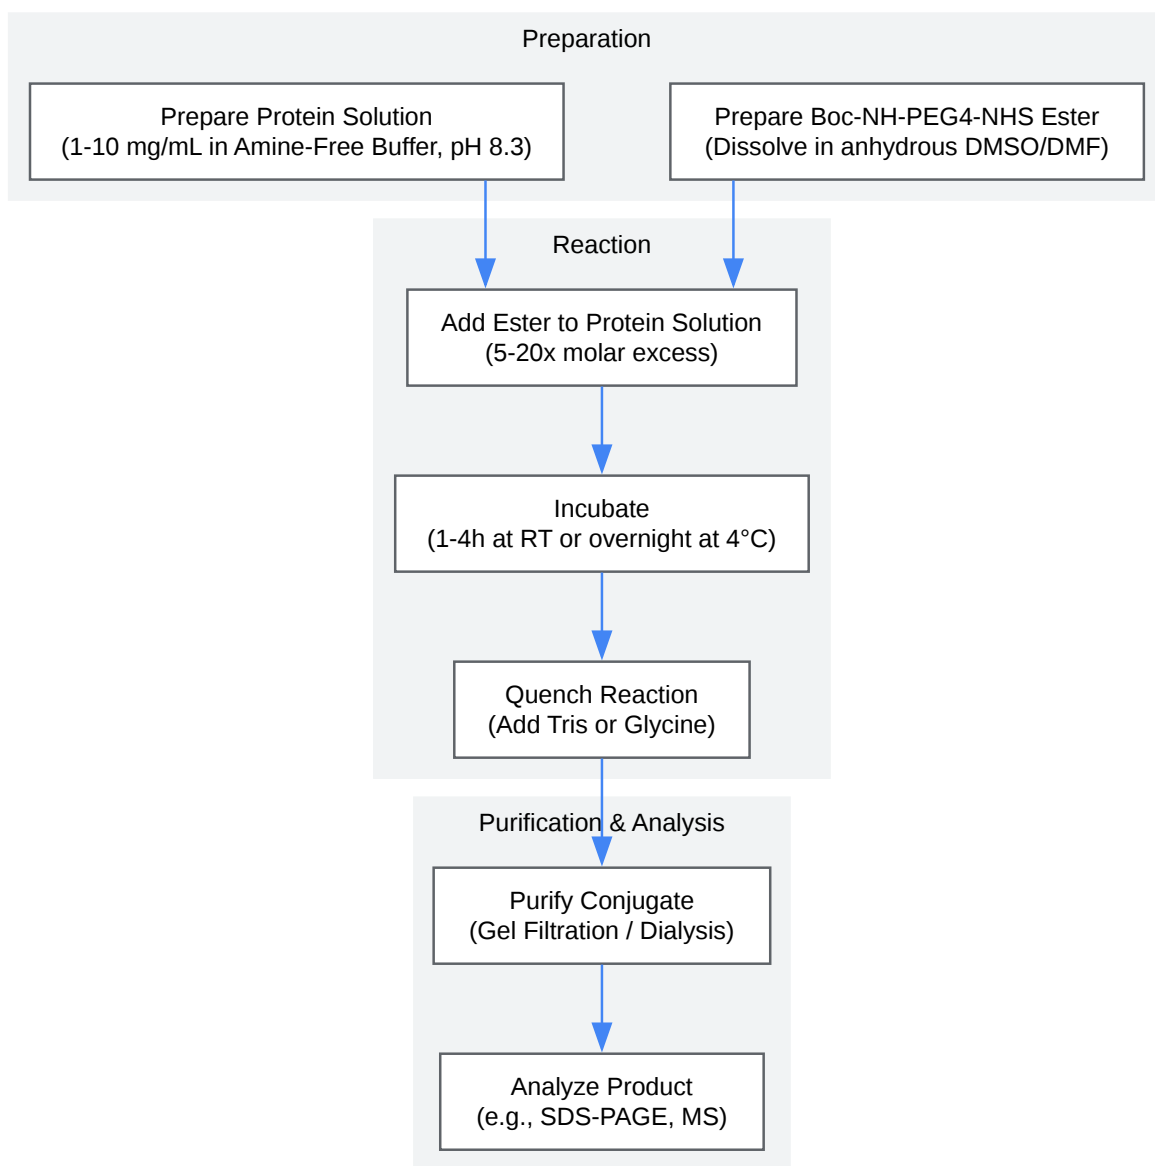 Preparation
Prepare Protein Solution
(1-10 mg/mL in Amine-Free Buffer, pH 8.3)
Prepare Boc-NH-PEG4-NHS Ester
(Dissolve in anhydrous DMSO/DMF)
Reaction
Add Ester to Protein Solution
(5-20x molar excess)
Incubate
(1-4h at RT or overnight at 4°C)
Quench Reaction
(Add Tris or Glycine)
Purification & Analysis
Purify Conjugate
(Gel Filtration / Dialysis)
Analyze Product
(e.g., SDS-PAGE, MS)